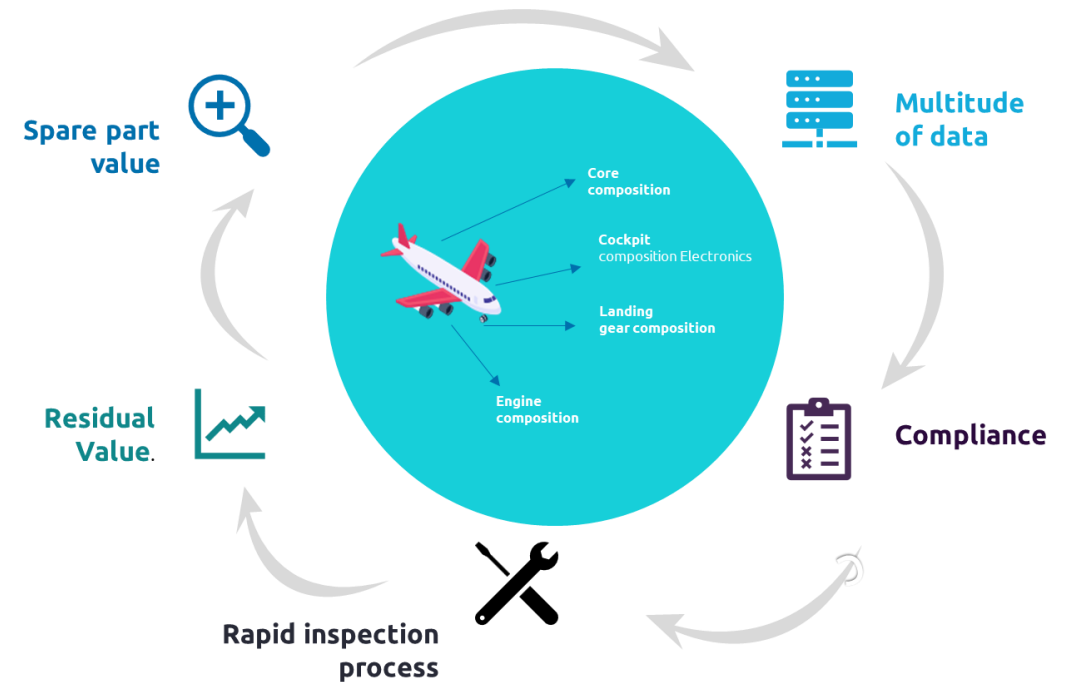 Spare part
value
Multitude
of data
Core
composition
Cockpit
composition Electronics
Landing
gear composition
Engine
composition
Residual
Value.
Compliance
Rapid inspection
process